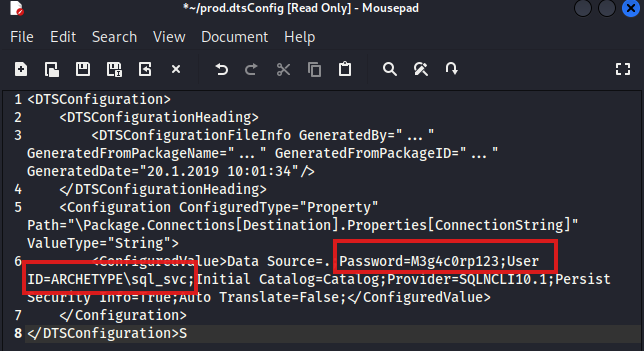 *~/prod.dtsConfig [Read Only] - Mousepad
File Edit Search View Document Help
1 <DTSConfiguration>
2 <DTSConfigurationHeading>
3 <DTSConfigurationFileInfo GeneratedBy="..."
GeneratedFromPackageName="..." GeneratedFromPackageID="..."
GeneratedDate="20.1.2019 10:01:34"/>
4 </DTSConfigurationHeading>
5 <Configuration ConfiguredType="Property"
Path="\Package.Connections[Destination].Properties[ConnectionString]"
ValueType="String">
6 <ConfiguredValue>Data Source=.;Password=M3g4c0rp123;User
ID=ARCHETYPE\sql_svc;Initial Catalog=Catalog;Provider=SQLNCLI10.1;Persist
Security Info=True;Auto Translate=False;</ConfiguredValue>
7 </Configuration>
8 </DTSConfiguration>S